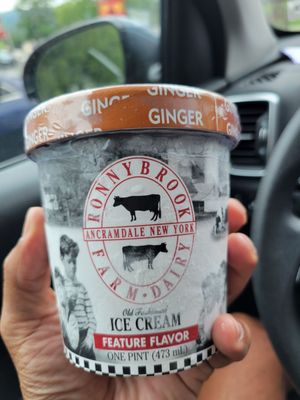 GINGER GINGER
GINGER GINGER
RONNYBROOK
ANCRAMDALE NEW YORK
FARM · DAIRY
Old Fashioned
ICE CREAM
FEATURE FLAVOR
ONE PINT (473 mL)